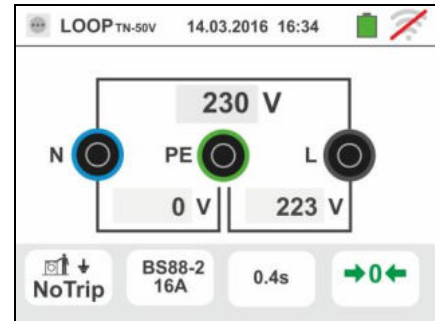 LOOP TN-50V 14.03.2016 16:34
230 V
N PE L
0 V 223 V
NoTrip BS88-2 0.4s →0←
16A